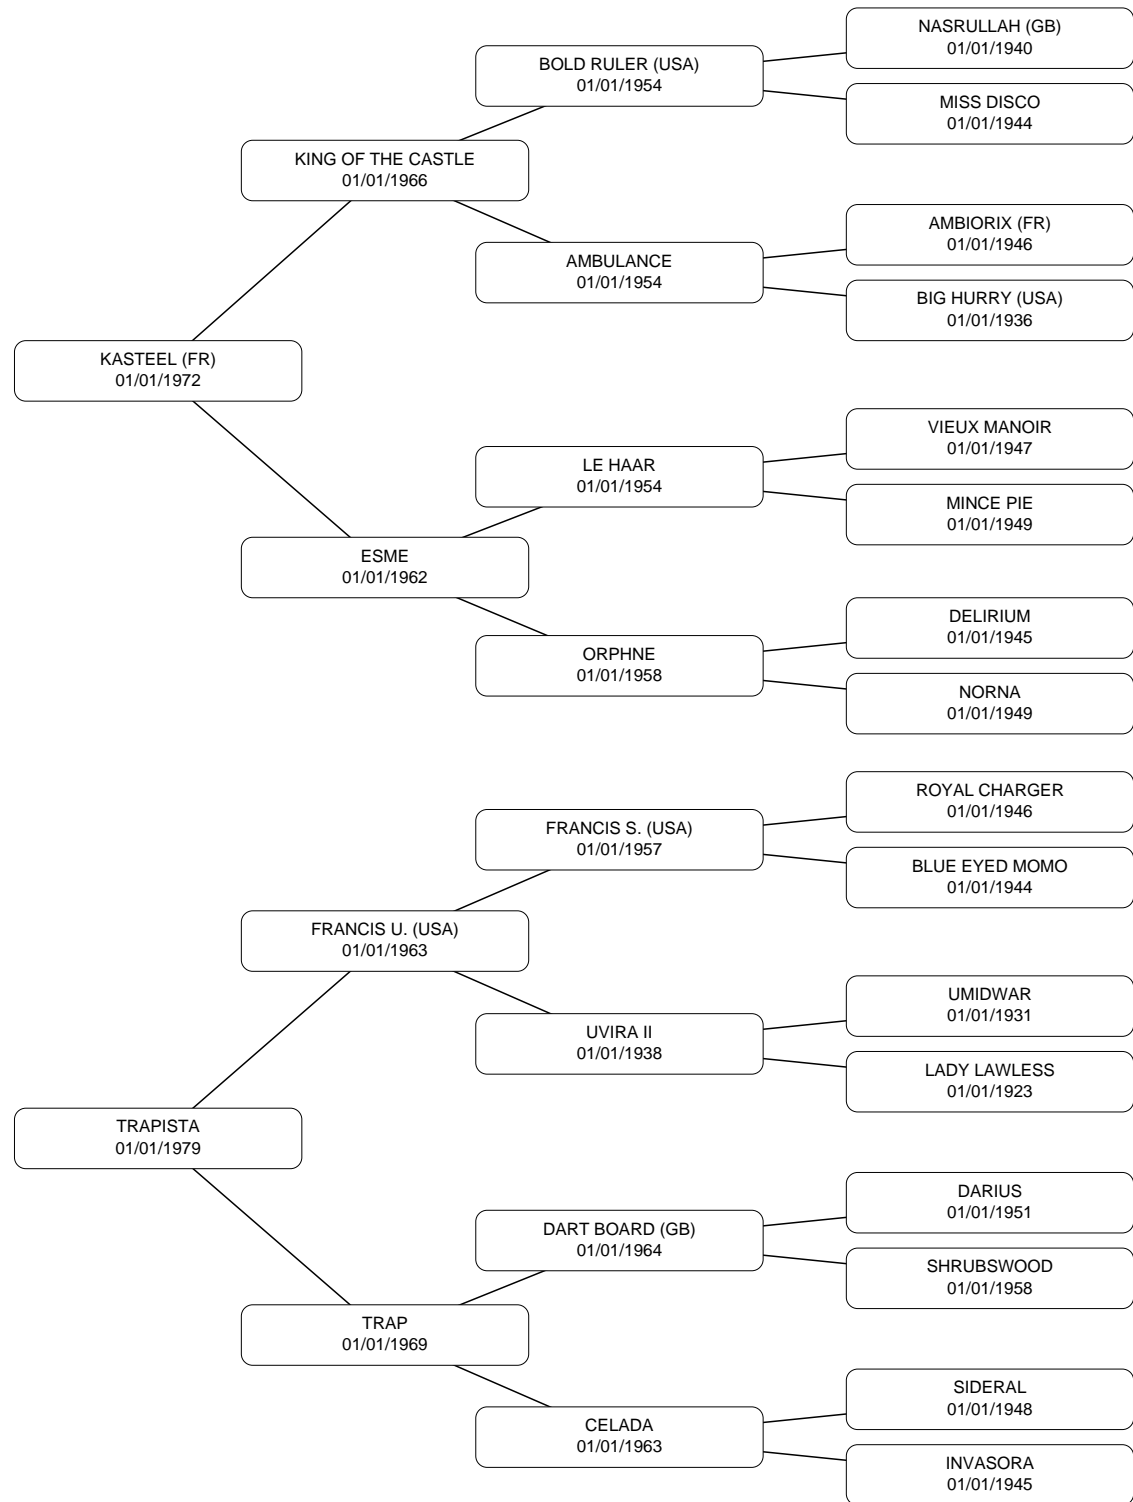 NASRULLAH (GB)
01/01/1940
BOLD RULER (USA)
01/01/1954
MISS DISCO
01/01/1944
KING OF THE CASTLE
01/01/1966
AMBIORIX (FR)
01/01/1946
AMBULANCE
01/01/1954
BIG HURRY (USA)
01/01/1936
KASTEEL (FR)
01/01/1972
VIEUX MANOIR
01/01/1947
LE HAAR
01/01/1954
MINCE PIE
01/01/1949
ESME
01/01/1962
DELIRIUM
01/01/1945
ORPHNE
01/01/1958
NORNA
01/01/1949
ROYAL CHARGER
01/01/1946
FRANCIS S. (USA)
01/01/1957
BLUE EYED MOMO
01/01/1944
FRANCIS U. (USA)
01/01/1963
UMIDWAR
01/01/1931
UVIRA II
01/01/1938
LADY LAWLESS
01/01/1923
TRAPISTA
01/01/1979
DARIUS
01/01/1951
DART BOARD (GB)
01/01/1964
SHRUBSWOOD
01/01/1958
TRAP
01/01/1969
SIDERAL
01/01/1948
CELADA
01/01/1963
INVASORA
01/01/1945